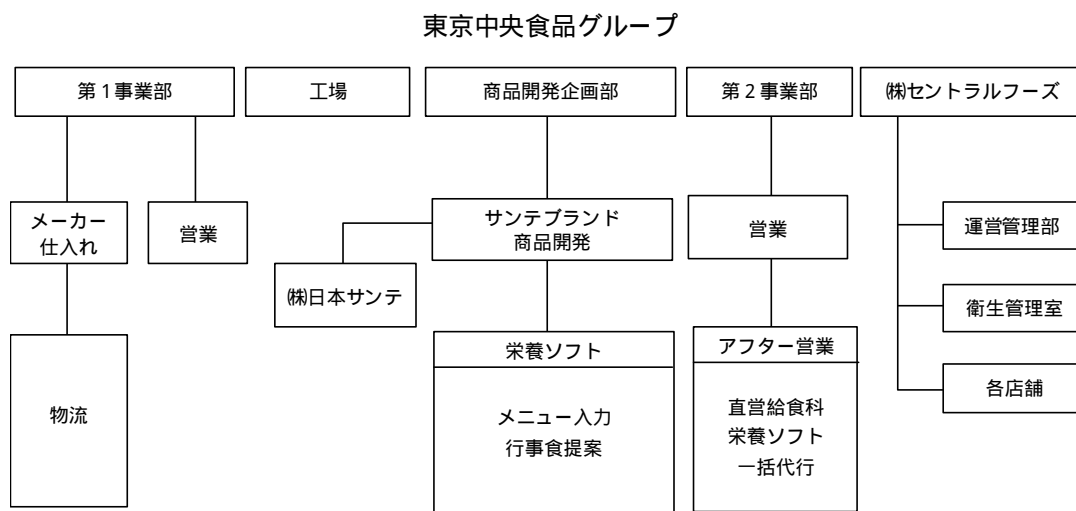 東京中央食品グループ
第1事業部
工場
商品開発企画部
第2事業部
㈱セントラルフーズ
メーカー
仕入れ
営業
サンテブランド
商品開発
営業
運営管理部
㈱日本サンテ
衛生管理室
物流
栄養ソフト
メニュー入力
行事食提案
アフター営業
直営給食科
栄養ソフト
一括代行
各店舗